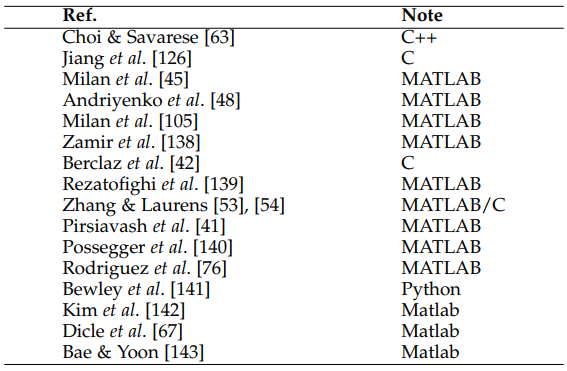 Ref. Note
Choi & Savarese [63] C++
Jiang et al. [126] C
Milan et al. [45] MATLAB
Andriyenko et al. [48] MATLAB
Milan et al. [105] MATLAB
Zamir et al. [138] MATLAB
Berclaz et al. [42] C
Rezatofighi et al. [139] MATLAB
Zhang & Laurens [53], [54] MATLAB/C
Pirsiavash et al. [41] MATLAB
Possegger et al. [140] MATLAB
Rodriguez et al. [76] MATLAB
Bewley et al. [141] Python
Kim et al. [142] Matlab
Dicle et al. [67] Matlab
Bae & Yoon [143] Matlab